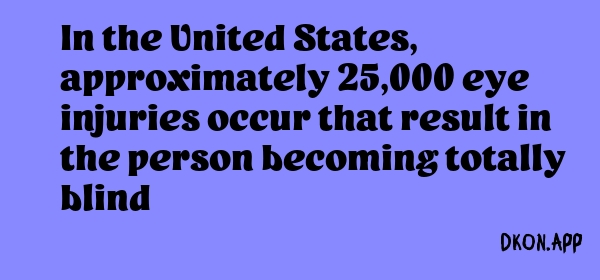 In the United States,
approximately 25,000 eye
injuries occur that result in
the person becoming totally
blind
DKON.APP